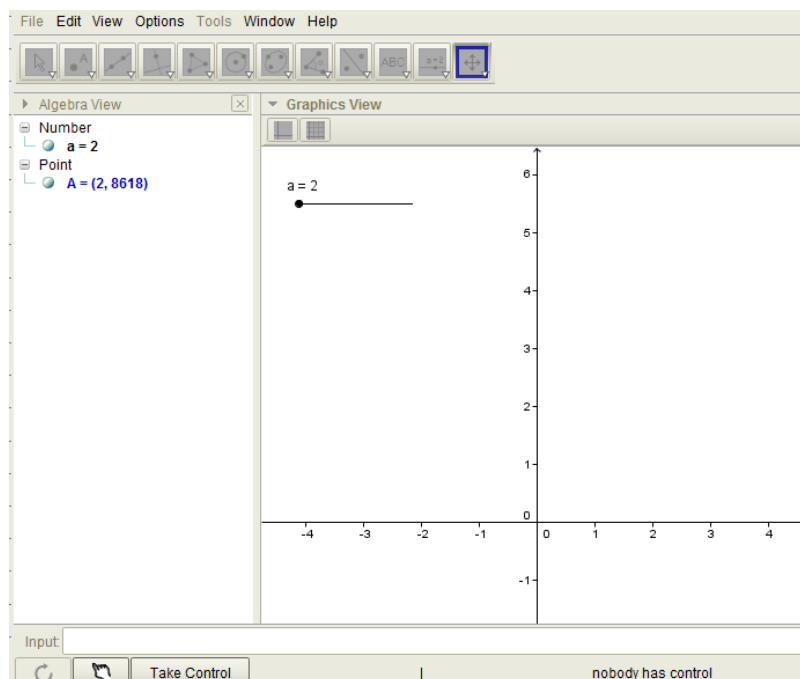 File Edit View Options Tools Window Help
ABC a=2
Algebra View
Graphics View
Number
a = 2
Point
A = (2, 8618)
a = 2
6
5
4
3
2
1
0
-4 -3 -2 -1 0 1 2 3 4
-1
Input:
Take Control
nobody has control